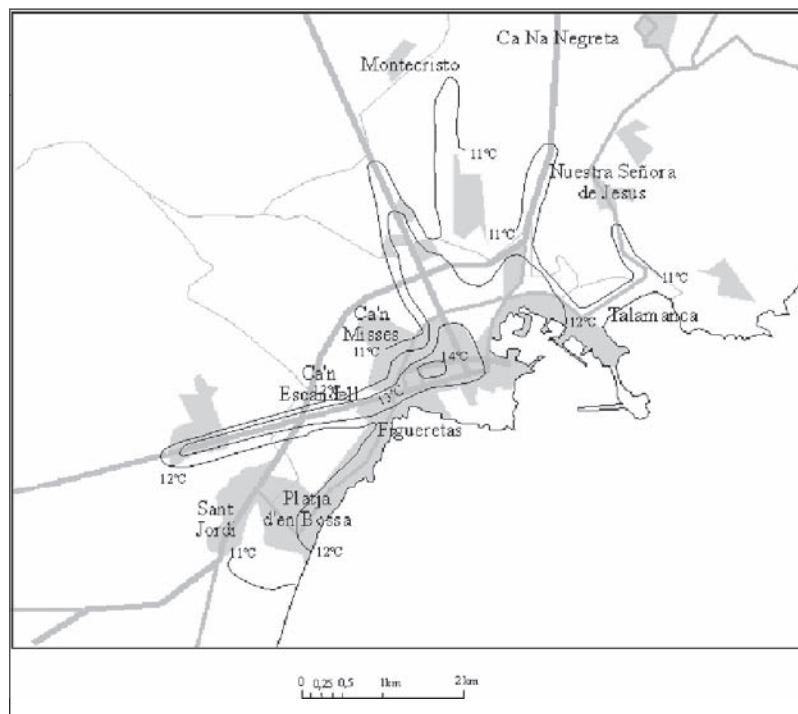 Ca Na Negreta
Montecristo
11ºC
Nuestra Señora
de Jesus
11ºC
11ºC
Talamanca
12ºC
Ca'n
Misses
11ºC
14ºC
Ca'n
12ºC
13ºC
Figueretas
12ºC
Sant
Jordi
Platja
d'en Bossa
11ºC
12ºC
0 0,25 0,5 1km 2km